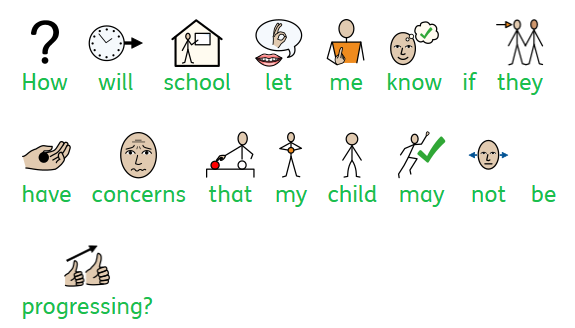 How will school let me know if they
have concerns that my child may not be
progressing?